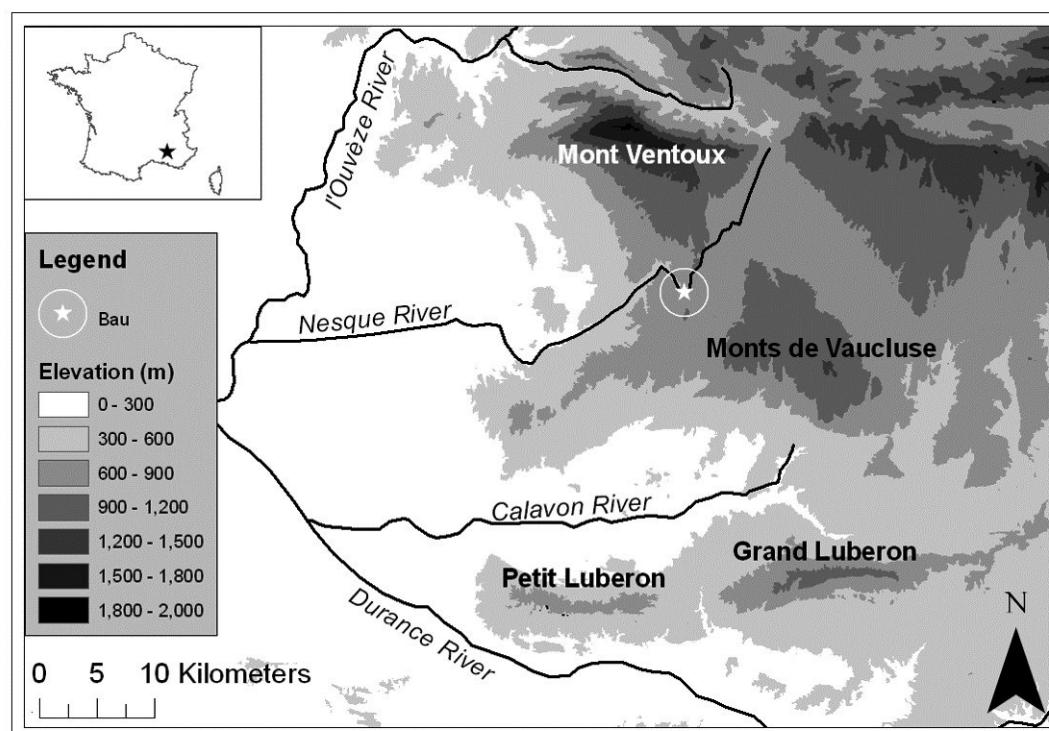 l'Ouvèze River
Mont Ventoux
Legend
Bau
Nesque River
Elevation (m)
0 - 300
300 - 600
600 - 900
900 - 1,200
1,200 - 1,500
1,500 - 1,800
1,800 - 2,000
Monts de Vaucluse
Calavon River
Grand Luberon
Petit Luberon
Durance River
N
0 5 10 Kilometers